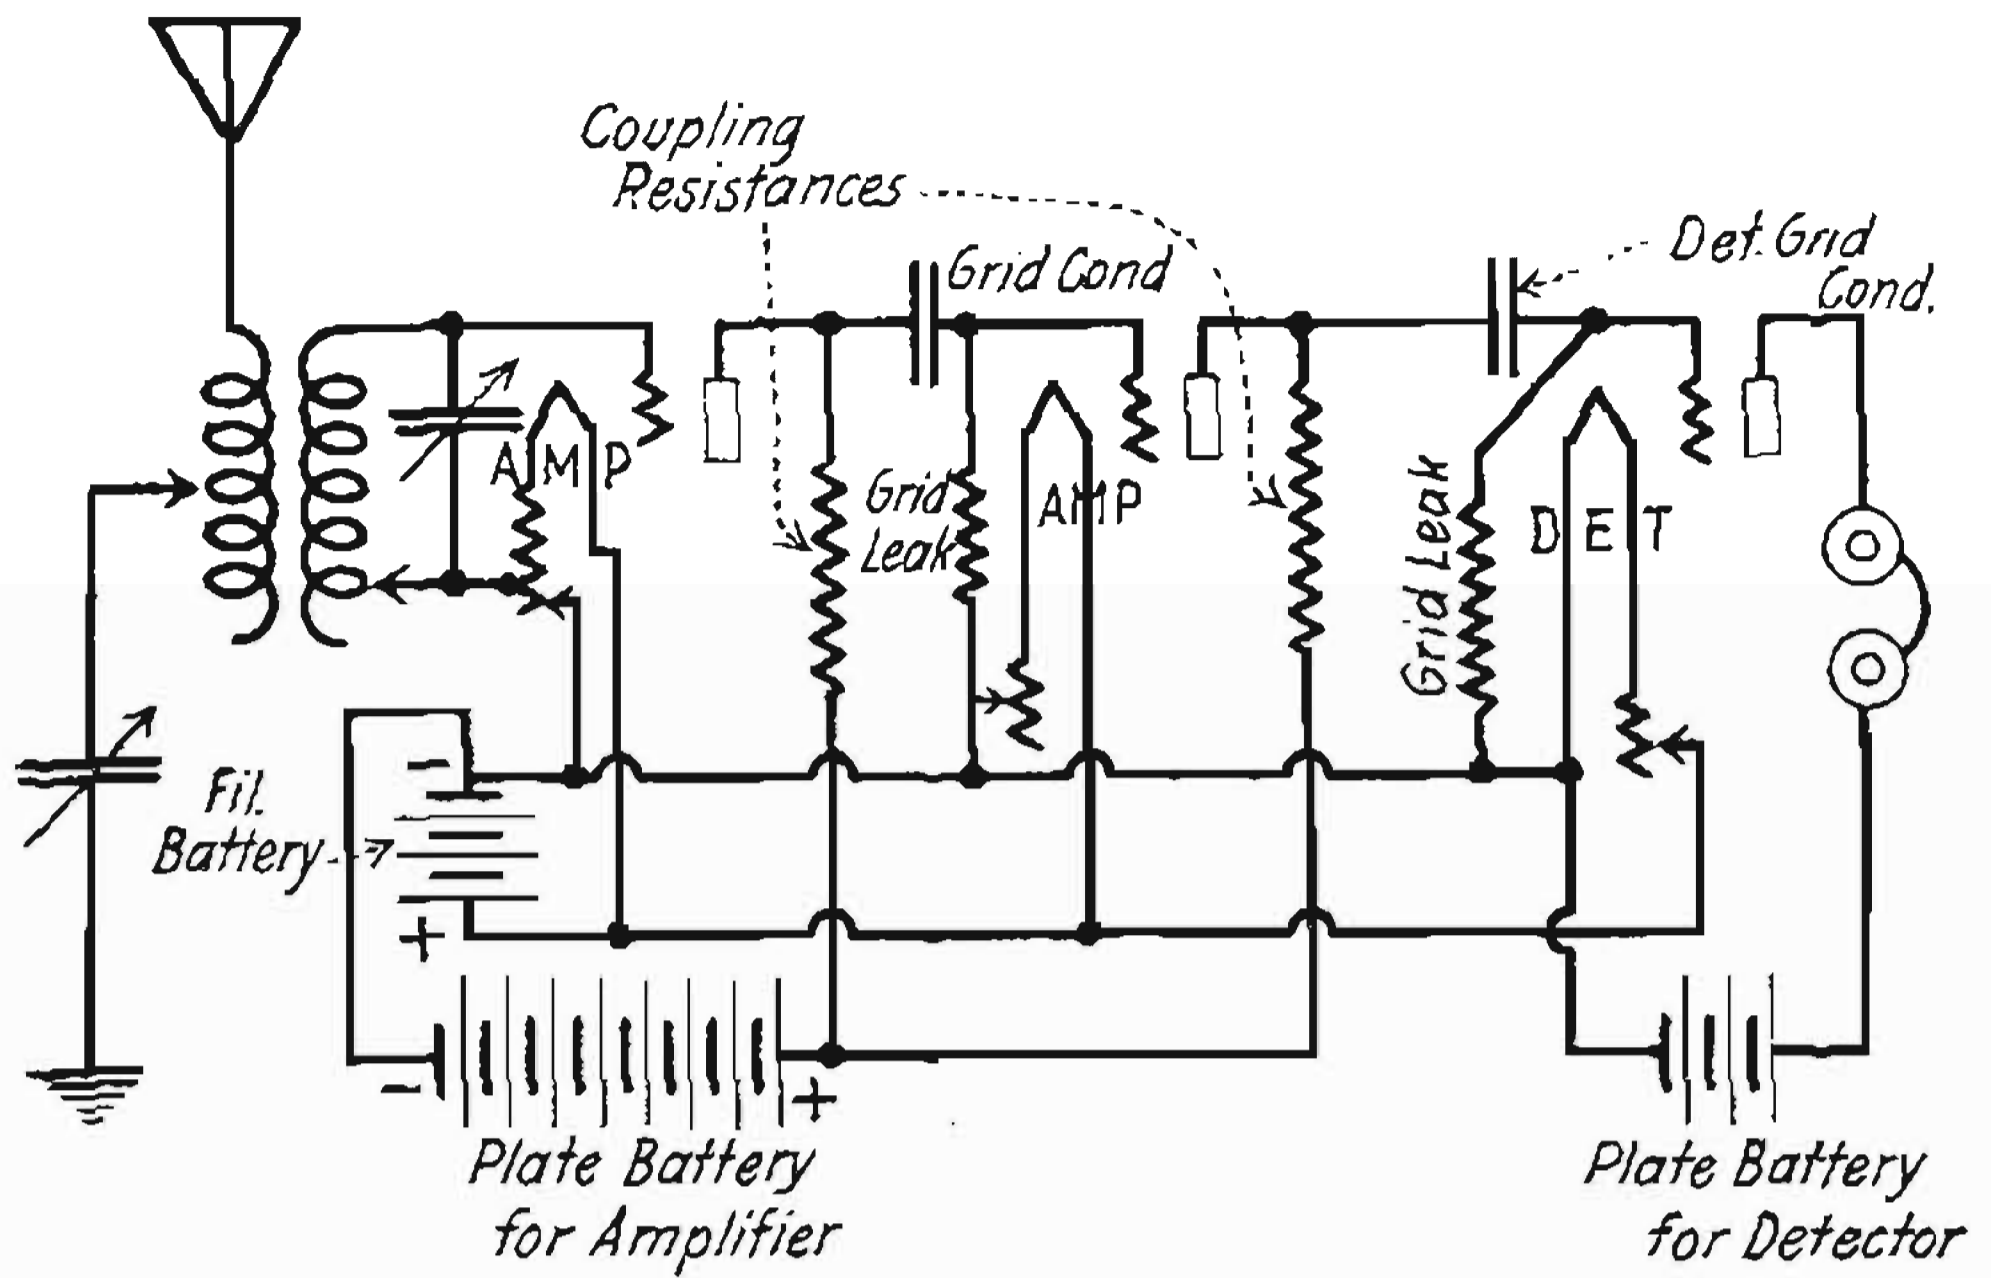 Coupling
Resistances
Grid Cond
Det. Grid
Cond.
AMP
Grid
Leak
AMP
Grid Leak
DET
Fil.
Battery
-
+
-
+
Plate Battery
for Amplifier
Plate Battery
for Detector